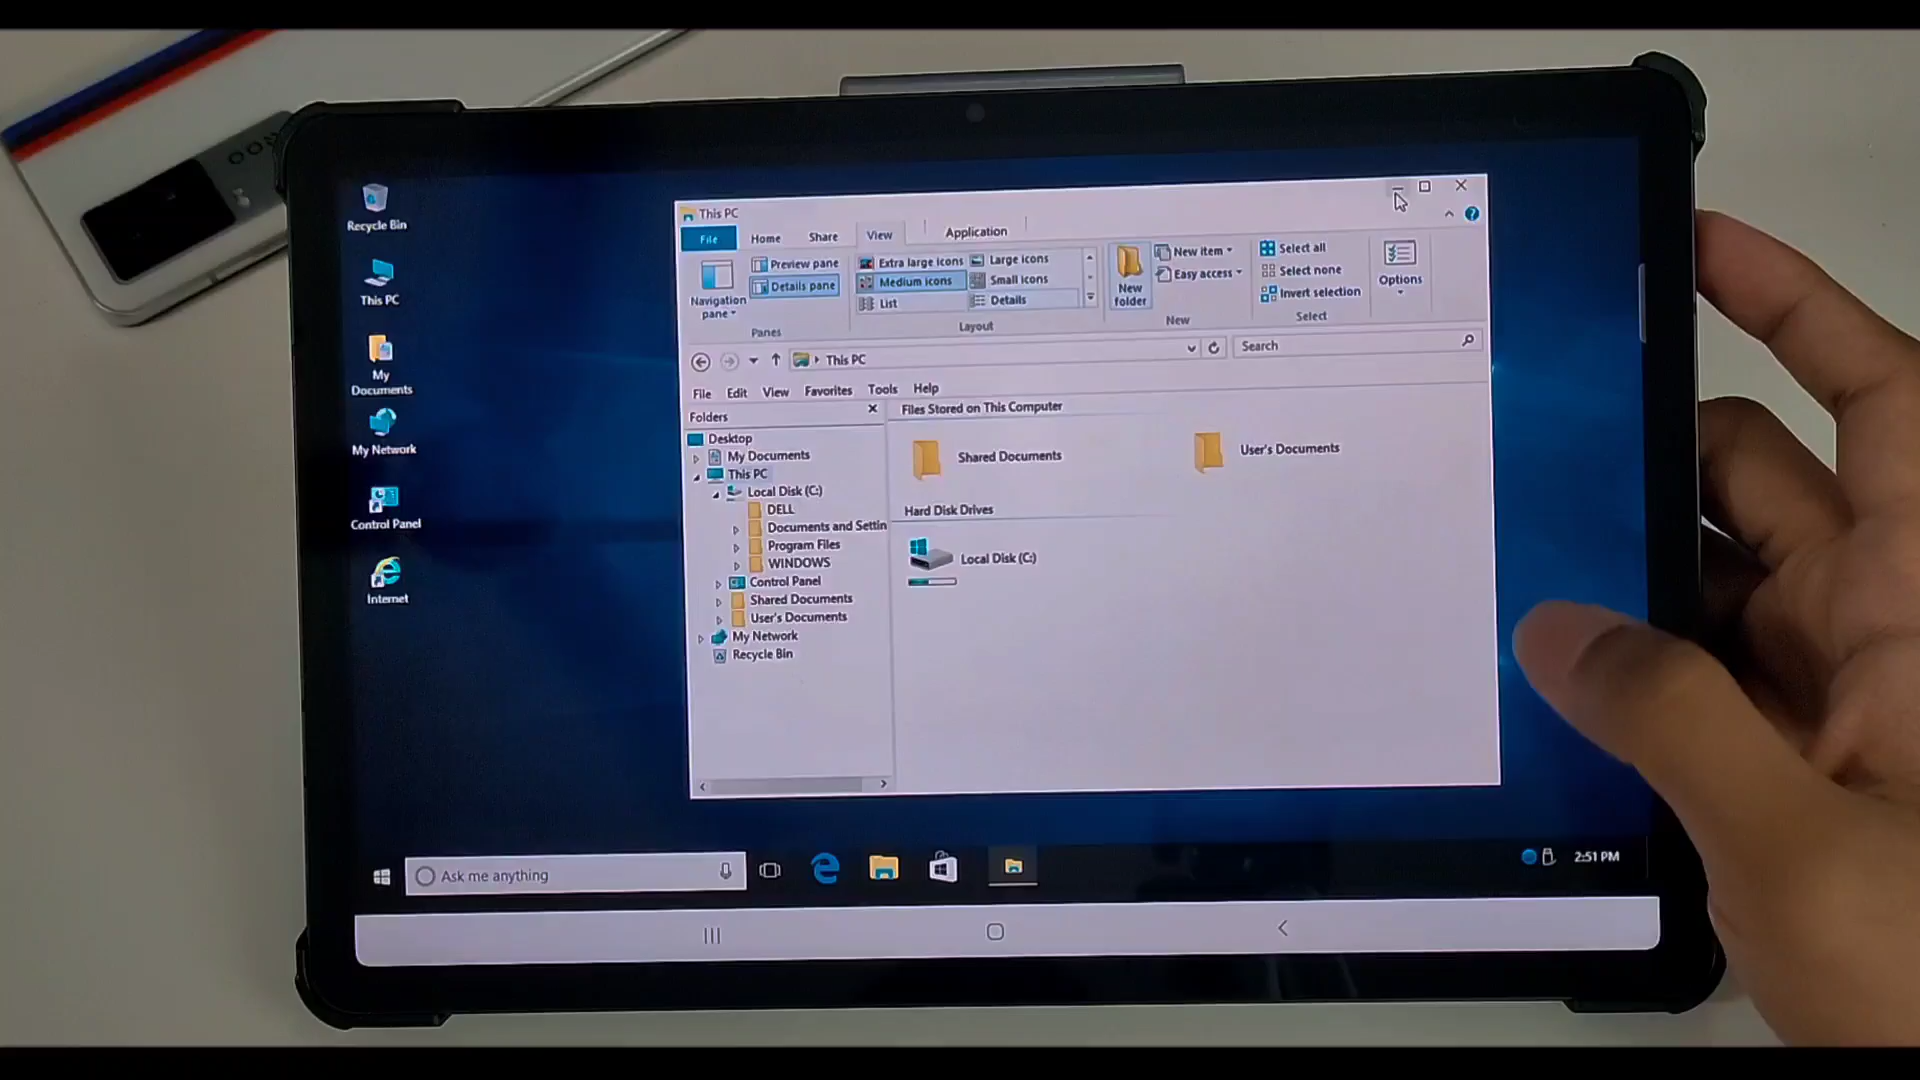 Recycle Bin
This PC
My
Documents
My Network
Control Panel
Internet
This PC
File Home Share View Application
Navigation
pane
Preview pane
Details pane
Panes
Extra large icons Large icons
Medium icons Small icons
List Details
Layout
New
folder
New item
Easy access
New
Select all
Select none
Invert selection
Select
Options
This PC
Search
File Edit View Favorites Tools Help
Folders
Desktop
My Documents
This PC
Local Disk (C:)
DELL
Documents and Settin
Program Files
WINDOWS
Control Panel
Shared Documents
User's Documents
My Network
Recycle Bin
Files Stored on This Computer
Shared Documents
User's Documents
Hard Disk Drives
Local Disk (C:)
Ask me anything
2:51 PM